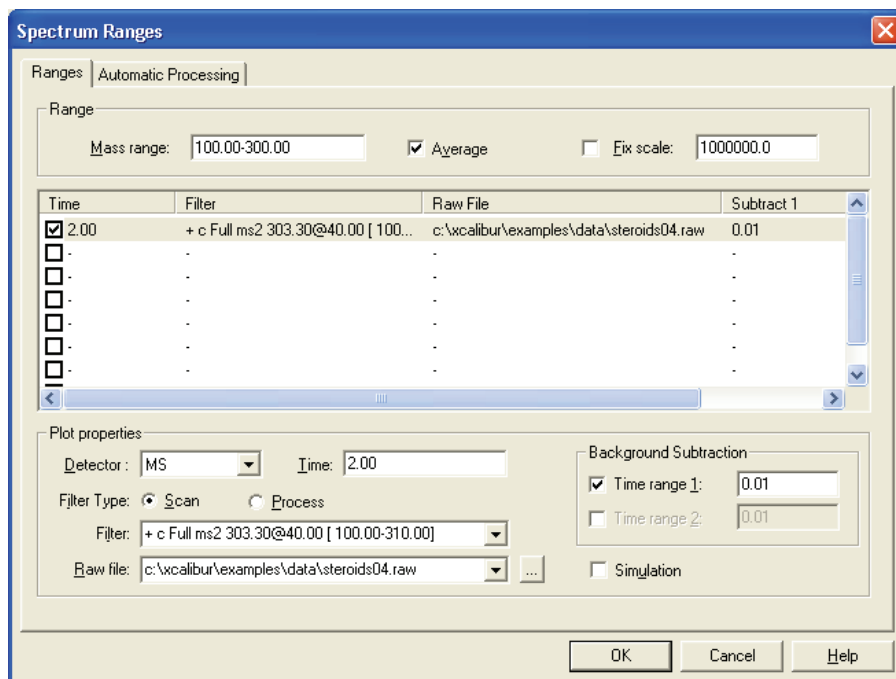 Spectrum Ranges
Ranges Automatic Processing
Range
Mass range: 100.00-300.00 Average Fix scale: 1000000.0
Time Filter Raw File Subtract 1
2.00 + c Full ms2 303.30@40.00 [ 100... c:\xcalibur\examples\data\steroids04.raw 0.01
- - - -
- - - -
- - - -
- - - -
- - - -
- - - -
Plot properties
Detector : MS Time: 2.00
Background Subtraction
Time range 1: 0.01
Filter Type: Scan Process
Time range 2: 0.01
Filter: + c Full ms2 303.30@40.00 [ 100.00-310.00]
Raw file: c:\xcalibur\examples\data\steroids04.raw ... Simulation
OK Cancel Help